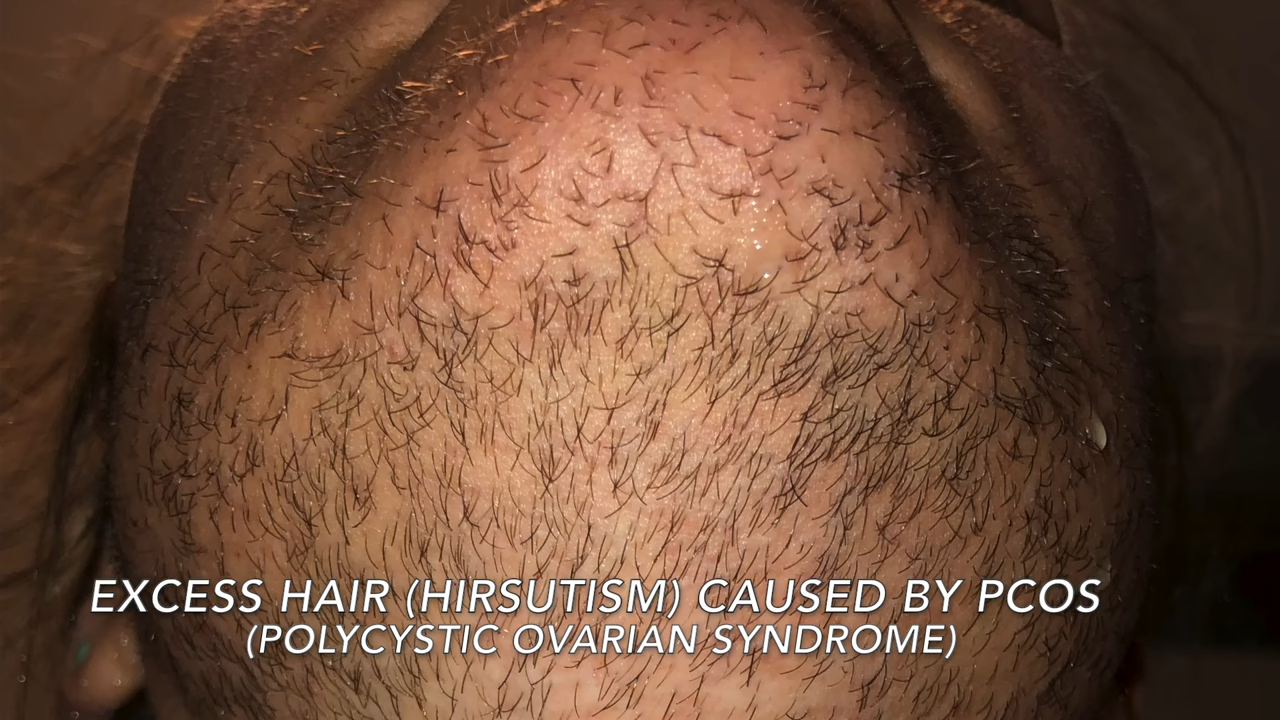 EXCESS HAIR (HIRSUTISM) CAUSED BY PCOS
(POLYCYSTIC OVARIAN SYNDROME)